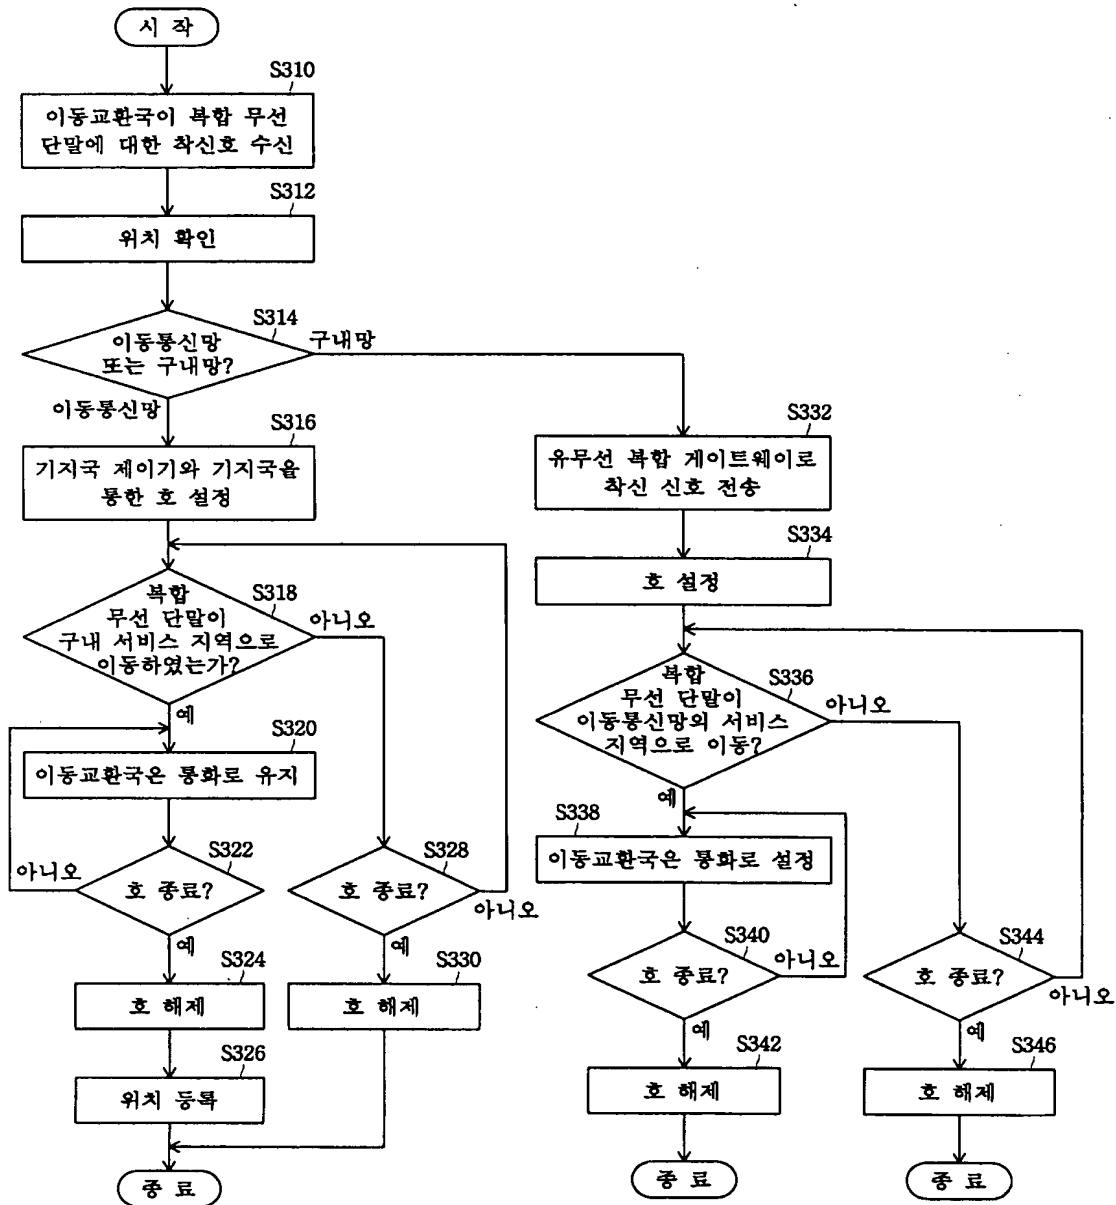 시 작
S310
이동교환국이 복합 무선
단말에 대한 착신호 수신
S312
위치 확인
S314
이동통신망
또는 구내망?
구내망
이동통신망
S316
기지국 제이기와 기지국을
통한 호 설정
S318
복합
무선 단말이
구내 서비스 지역으로
이동하였는가?
아니오
예
S320
이동교환국은 통화로 유지
S322
호 종료?
아니오
예
S324
호 해제
S326
위치 등록
종 료
S328
호 종료?
아니오
예
S330
호 해제
S332
유무선 복합 게이트웨이로
착신 신호 전송
S334
호 설정
S336
복합
무선 단말이
이동통신망의 서비스
지역으로 이동?
아니오
예
S338
이동교환국은 통화로 설정
S340
호 종료?
아니오
예
S342
호 해제
종 료
S344
호 종료?
아니오
예
S346
호 해제
종 료